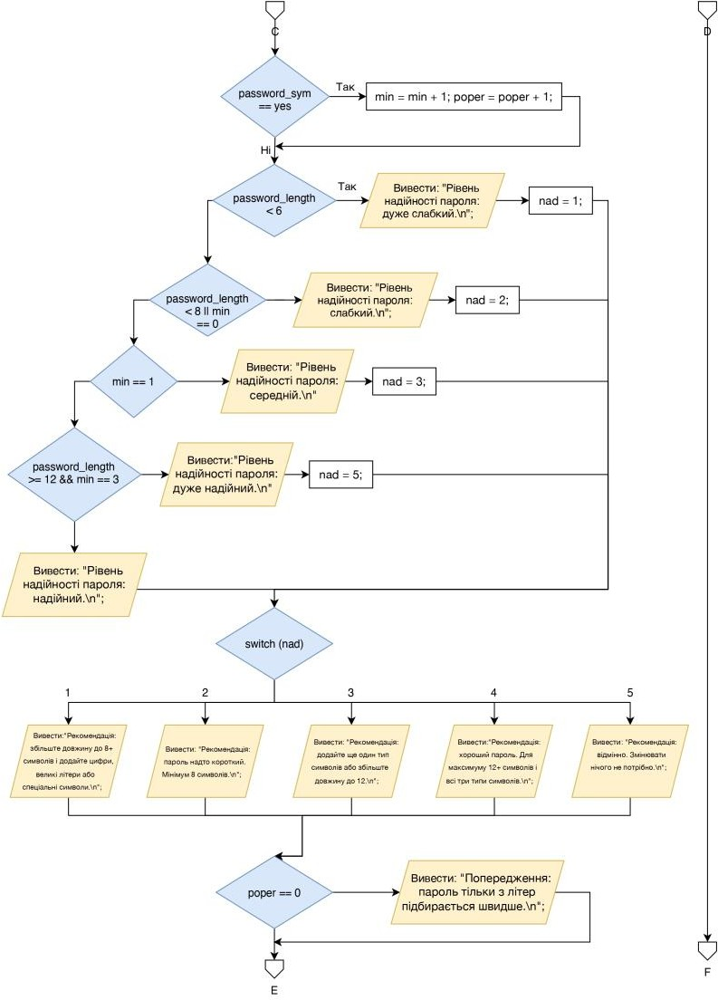 C
D
password_sym
== yes
Так
min = min + 1; poper = poper + 1;
Ні
password_length
< 6
Так
Вивести: "Рівень
надійності пароля:
дуже слабкий.\n";
nad = 1;
password_length
< 8 || min
== 0
Вивести: "Рівень
надійності пароля:
слабкий.\n";
nad = 2;
min == 1
Вивести: "Рівень
надійності пароля:
середній.\n"
nad = 3;
password_length
>= 12 && min == 3
Вивести:"Рівень
надійності пароля:
дуже надійний.\n"
nad = 5;
Вивести: "Рівень
надійності пароля:
надійний.\n";
switch (nad)
1
2
3
4
5
Вивести:"Рекомендація:
збільште довжину до 8+
символів і додайте цифри,
великі літери або
спеціальні символи.\n";
Вивести: "Рекомендація:
пароль надто короткий.
Мінімум 8 символів.\n";
Вивести:"Рекомендація:
додайте ще один тип
символів або збільште
довжину до 12.\n";
Вивести:"Рекомендація:
хороший пароль. Для
максимуму 12+ символів і
всі три типи символів.\n";
Вивести: "Рекомендація:
відмінно. Змінювати
нічого не потрібно.\n";
poper == 0
Вивести: "Попередження:
пароль тільки з літер
підбирається швидше.\n";
E
F